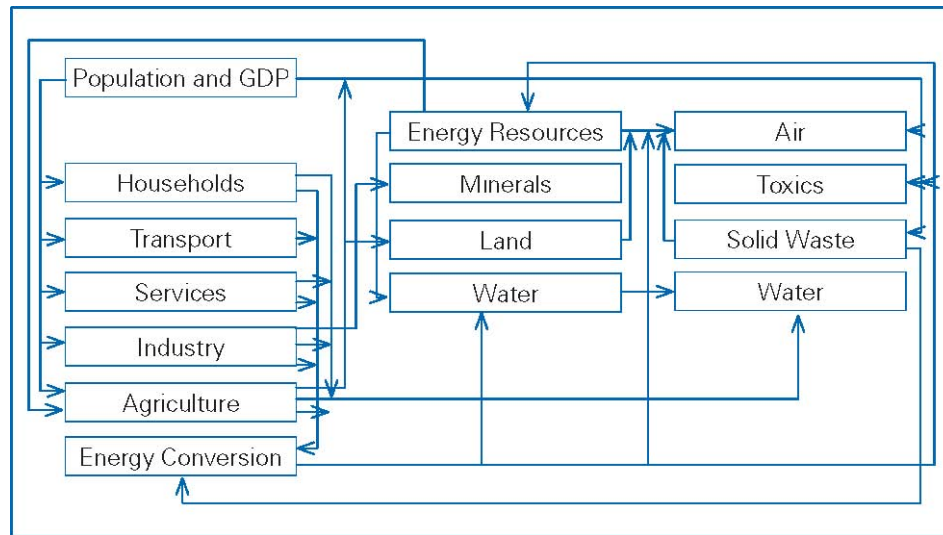 Population and GDP
Households
Transport
Services
Industry
Agriculture
Energy Conversion
Energy Resources
Minerals
Land
Water
Air
Toxics
Solid Waste
Water